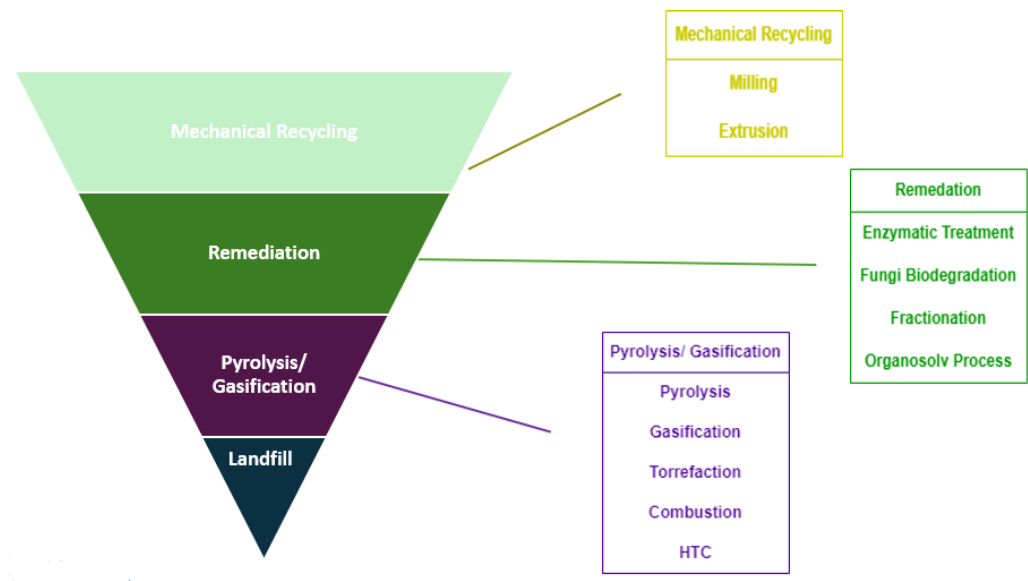 Mechanical Recycling
Remediation
Pyrolysis/
Gasification
Landfill
Mechanical Recycling
Milling
Extrusion
Remedation
Enzymatic Treatment
Fungi Biodegradation
Fractionation
Organosolv Process
Pyrolysis/ Gasification
Pyrolysis
Gasification
Torrefaction
Combustion
HTC